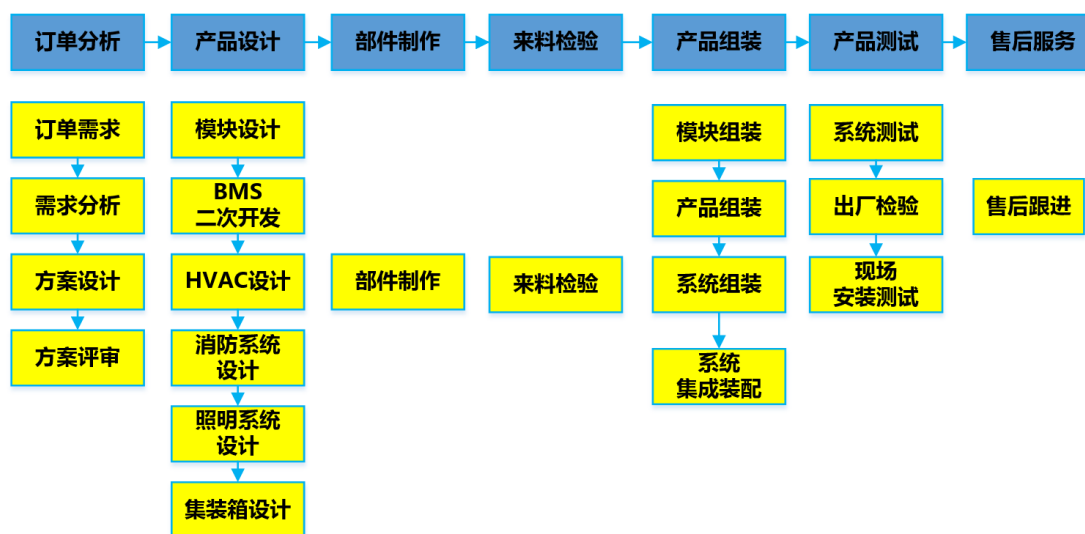 订单分析
产品设计
部件制作
来料检验
产品组装
产品测试
售后服务
订单需求
需求分析
方案设计
方案评审
模块设计
BMS
二次开发
HVAC设计
消防系统
设计
照明系统
设计
集装箱设计
部件制作
来料检验
模块组装
产品组装
系统组装
系统
集成装配
系统测试
出厂检验
现场
安装测试
售后跟进